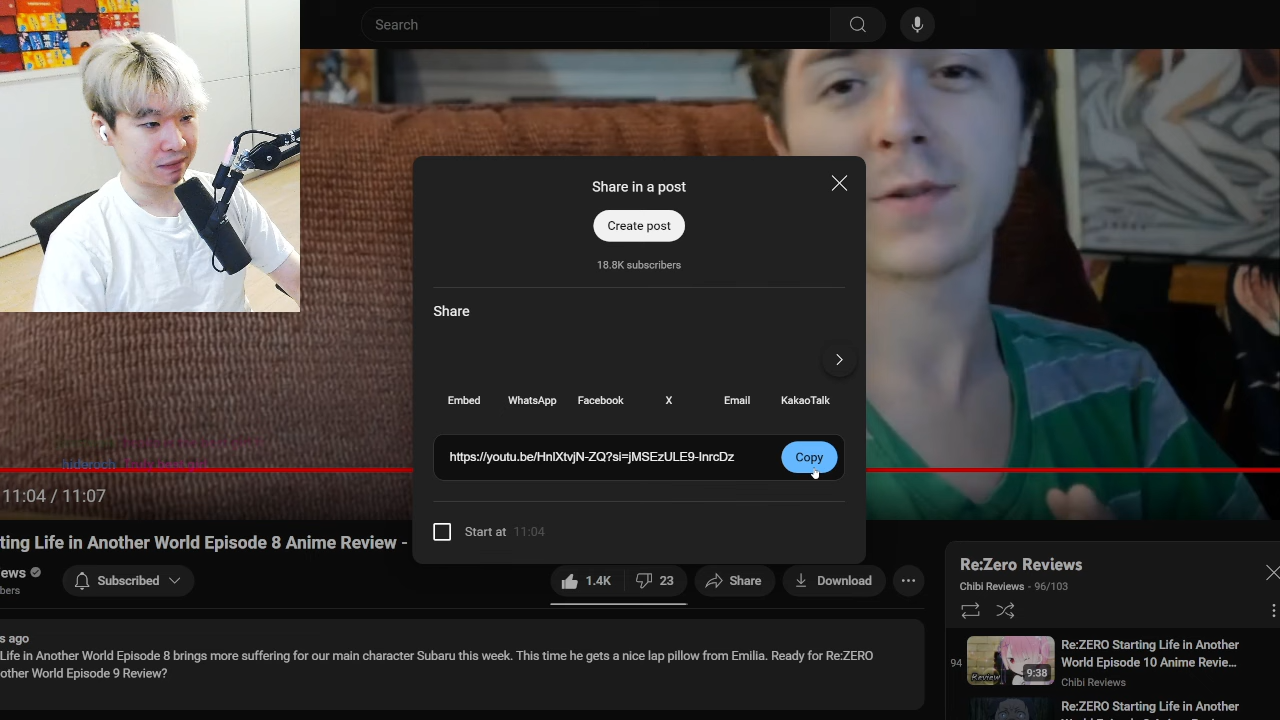 Search
Share in a post
Create post
18.8K subscribers
Share
Embed
WhatsApp
Facebook
X
Email
KakaoTalk
https://youtu.be/HnlXtvjN-ZQ?si=jMSEzULE9-InrcDz
Copy
Start at 11:04
11:04 / 11:07
ting Life in Another World Episode 8 Anime Review -
ews
bers
Subscribed
1.4K
23
Share
Download
s ago
Life in Another World Episode 8 brings more suffering for our main character Subaru this week. This time he gets a nice lap pillow from Emilia. Ready for Re:ZERO
other World Episode 9 Review?
Re:Zero Reviews
Chibi Reviews - 96/103
94
Review
9:38
Re:ZERO Starting Life in Another
World Episode 10 Anime Revie...
Chibi Reviews
Re:ZERO Starting Life in Another